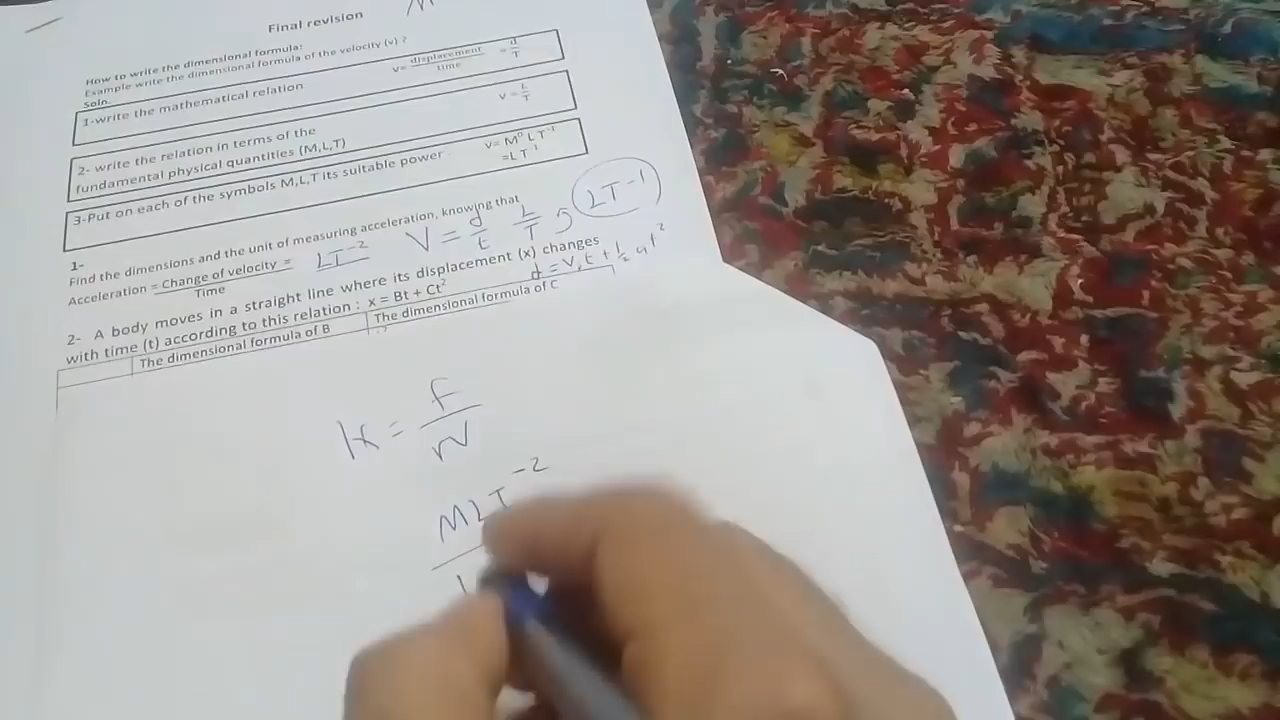 Final revision
How to write the dimensional formula:
Example write the dimensional formula of the velocity (v) ?
Soln.
1-write the mathematical relation v= displacement/time = d/T
2- write the relation in terms of the
fundamental physical quantities (M,L,T) V = L/T
3-Put on each of the symbols M,L,T its suitable power. V= M⁰ L T⁻¹
=L T⁻¹
1-
Find the dimensions and the unit of measuring acceleration, knowing that
Acceleration = Change of velocity/Time = LT⁻²
V = d/t L/T LT⁻¹
2- A body moves in a straight line where its displacement (x) changes
with time (t) according to this relation : x = Bt + Ct²
d = V₀t + ½ at²
The dimensional formula of B The dimensional formula of C
= F/
MLT⁻²